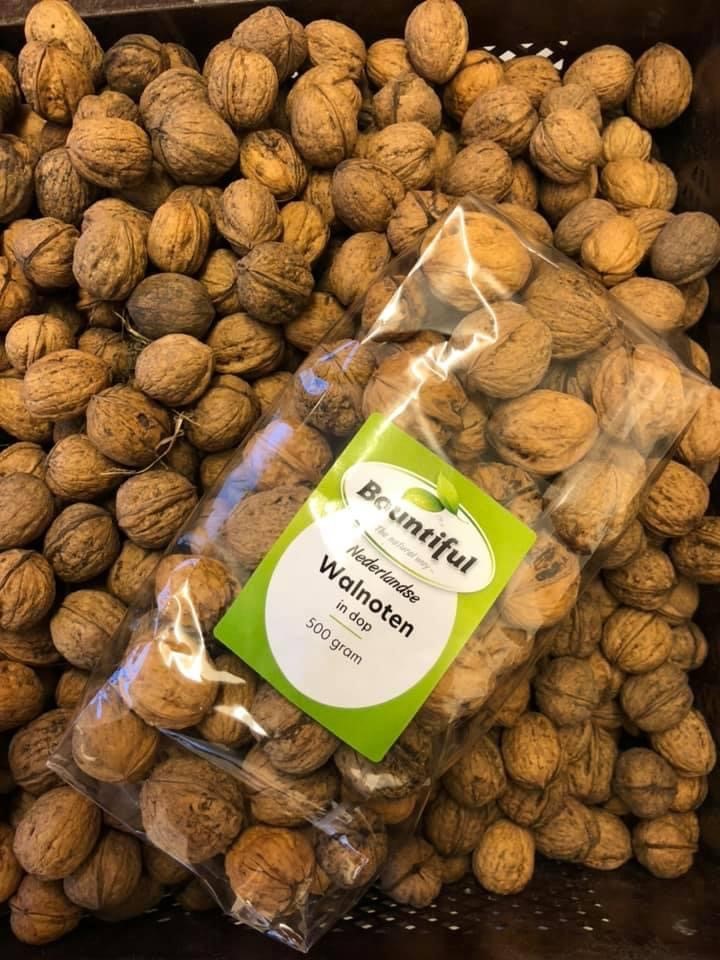 Bountiful
The natural way
Nederlandse
Walnoten
in dop
500 gram